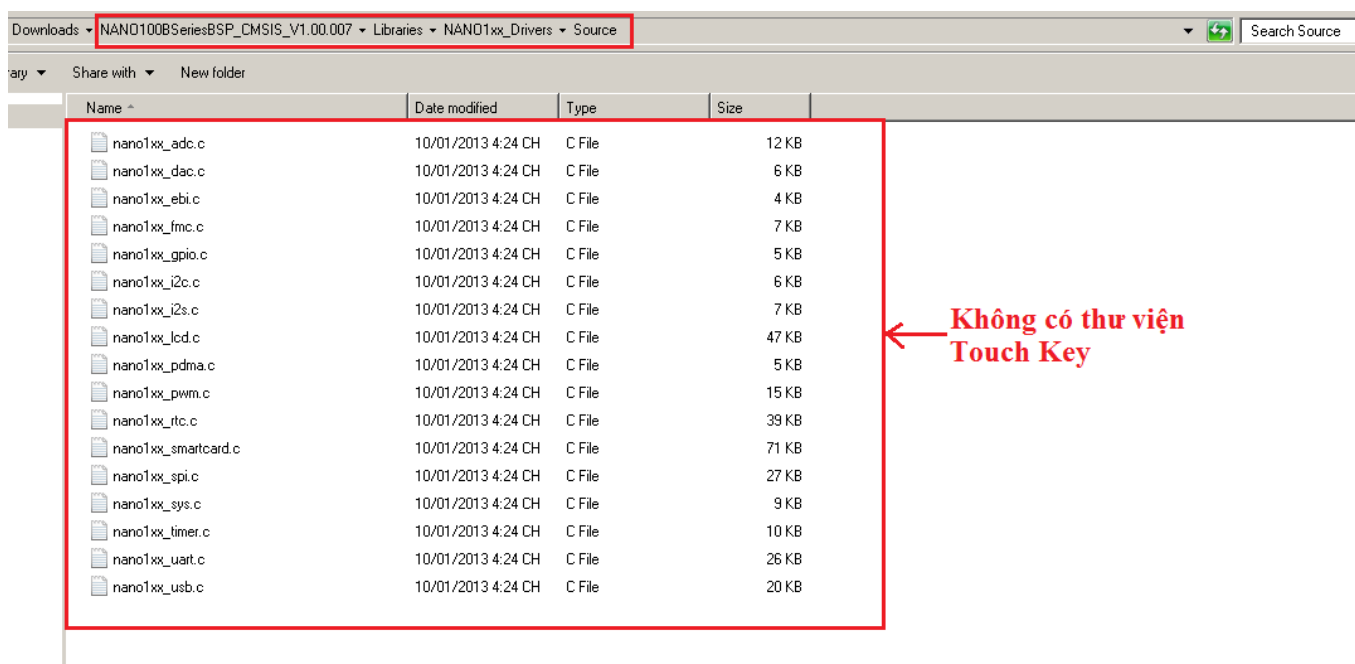 Downloads NANO100BSeriesBSP_CMSIS_V1.00.007 Libraries NANO1xx_Drivers Source Search Source
ary Share with New folder
Name Date modified Type Size
nano1xx_adc.c 10/01/2013 4:24 CH C File 12 KB
nano1xx_dac.c 10/01/2013 4:24 CH C File 6 KB
nano1xx_ebi.c 10/01/2013 4:24 CH C File 4 KB
nano1xx_fmc.c 10/01/2013 4:24 CH C File 7 KB
nano1xx_gpio.c 10/01/2013 4:24 CH C File 5 KB
nano1xx_i2c.c 10/01/2013 4:24 CH C File 6 KB
nano1xx_i2s.c 10/01/2013 4:24 CH C File 7 KB
nano1xx_lcd.c 10/01/2013 4:24 CH C File 47 KB
nano1xx_pdma.c 10/01/2013 4:24 CH C File 5 KB
nano1xx_pwm.c 10/01/2013 4:24 CH C File 15 KB
nano1xx_rtc.c 10/01/2013 4:24 CH C File 39 KB
nano1xx_smartcard.c 10/01/2013 4:24 CH C File 71 KB
nano1xx_spi.c 10/01/2013 4:24 CH C File 27 KB
nano1xx_sys.c 10/01/2013 4:24 CH C File 9 KB
nano1xx_timer.c 10/01/2013 4:24 CH C File 10 KB
nano1xx_uart.c 10/01/2013 4:24 CH C File 26 KB
nano1xx_usb.c 10/01/2013 4:24 CH C File 20 KB
Không có thư viện
Touch Key